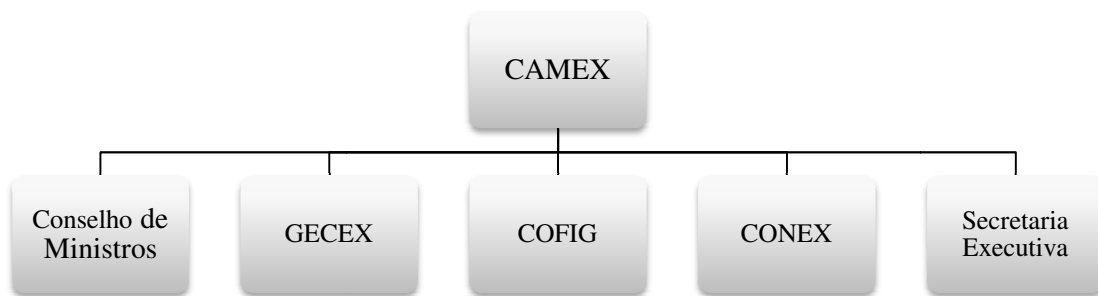 CAMEX
Conselho de
Ministros
GECEX
COFIG
CONEX
Secretaria
Executiva